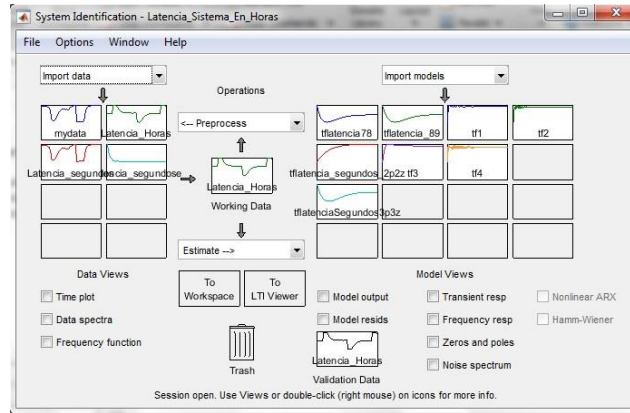 System Identification - Latencia_Sistema_En_Horas
File Options Window Help
Import data
Operations
Import models
<-- Preprocess
mydata
Latencia_Horas
tflatencia78
tflatencia_89
tf1
tf2
Latencia_segundos
Latencia_Horas
Working Data
tflatencia_segundos_2p2z
tf3
tf4
tflatenciaSegundos3p3z
Estimate -->
Data Views
To Workspace
To LTI Viewer
Model Views
Time plot
Data spectra
Frequency function
Model output
Model resids
Transient resp
Frequency resp
Zeros and poles
Noise spectrum
Nonlinear ARX
Hamm-Wiener
Trash
Latencia_Horas
Validation Data
Session open. Use Views or double-click (right mouse) on icons for more info.